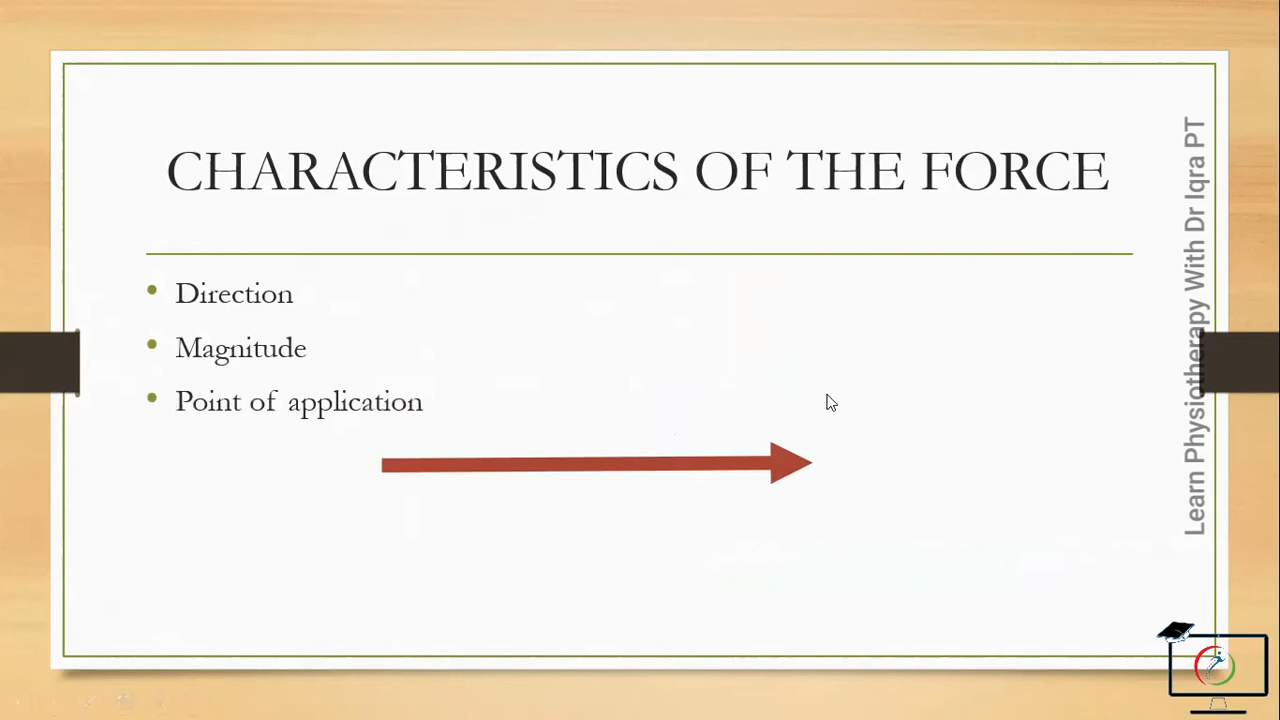 CHARACTERISTICS OF THE FORCE
Direction
Magnitude
Point of application
Learn Physiotherapy With Dr Iqra PT